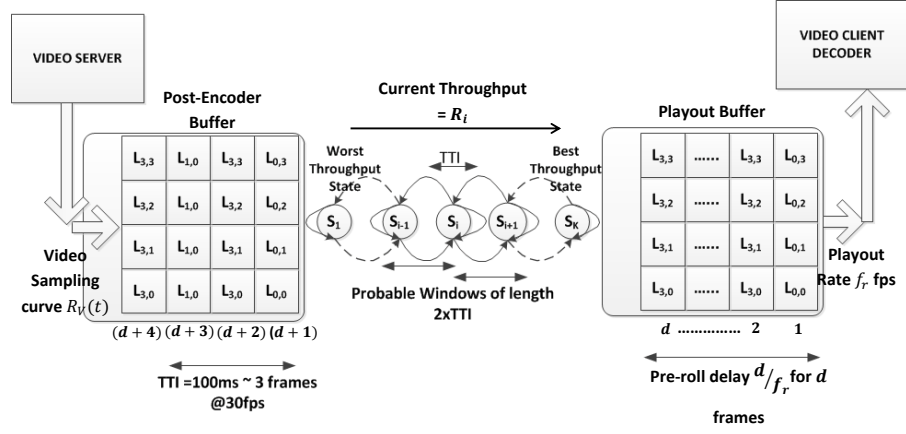 VIDEO SERVER
VIDEO CLIENT
DECODER
Post-Encoder
Buffer
Current Throughput
= R_i
Playout Buffer
L3,3 L1,0 L3,3 L0,3
L3,2 L1,0 L3,2 L0,2
L3,1 L1,0 L3,1 L0,1
L3,0 L1,0 L3,0 L0,0
(d+4) (d+3) (d+2) (d+1)
Video
Sampling
curve R_V(t)
TTI =100ms ~ 3 frames
@30fps
Worst
Throughput
State
TTI
Best
Throughput
State
S1 Si-1 Si Si+1 SK
Probable Windows of length
2xTTI
L3,3 ...... L3,3 L0,3
L3,2 ...... L3,2 L0,2
L3,1 ...... L3,1 L0,1
L3,0 ...... L3,0 L0,0
d ............... 2 1
Playout
Rate f_r fps
Pre-roll delay d/f_r for d
frames